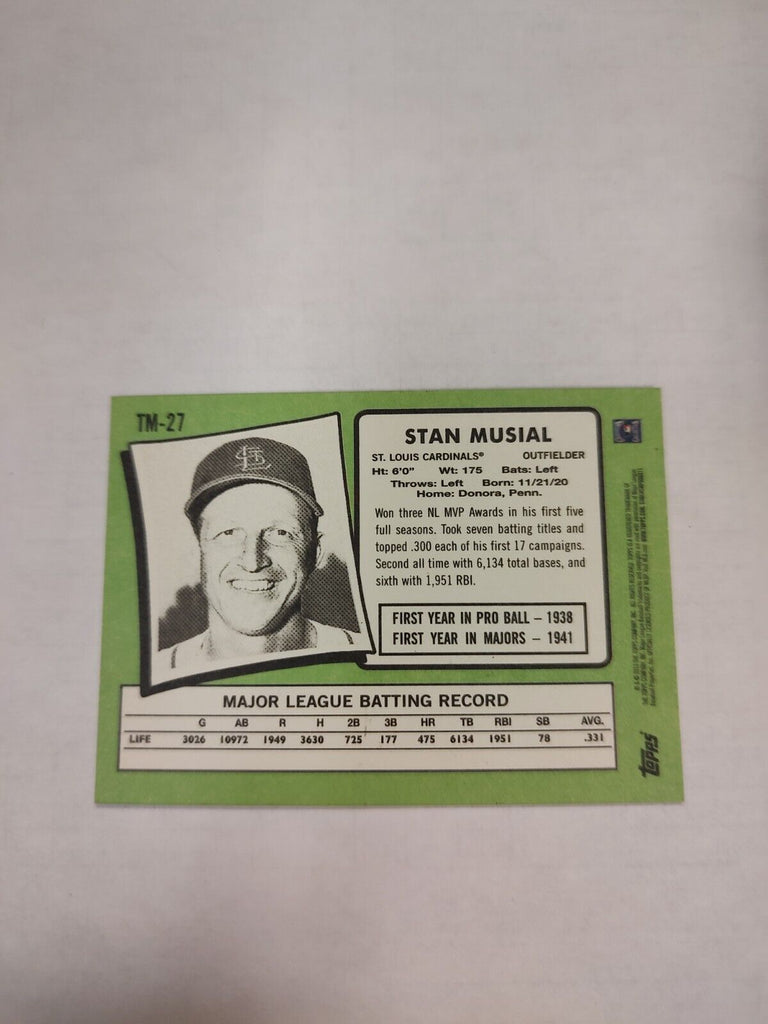 TM-27
STAN MUSIAL
ST. LOUIS CARDINALS® OUTFIELDER
Ht: 6'0" Wt: 175 Bats: Left
Throws: Left Born: 11/21/20
Home: Donora, Penn.
Won three NL MVP Awards in his first five
full seasons. Took seven batting titles and
topped .300 each of his first 17 campaigns.
Second all time with 6,134 total bases, and
sixth with 1,951 RBI.
FIRST YEAR IN PRO BALL – 1938
FIRST YEAR IN MAJORS – 1941
MAJOR LEAGUE BATTING RECORD
G AB R H 2B 3B HR TB RBI SB AVG.
LIFE 3026 10972 1949 3630 725 177 475 6134 1951 78 .331
Topps